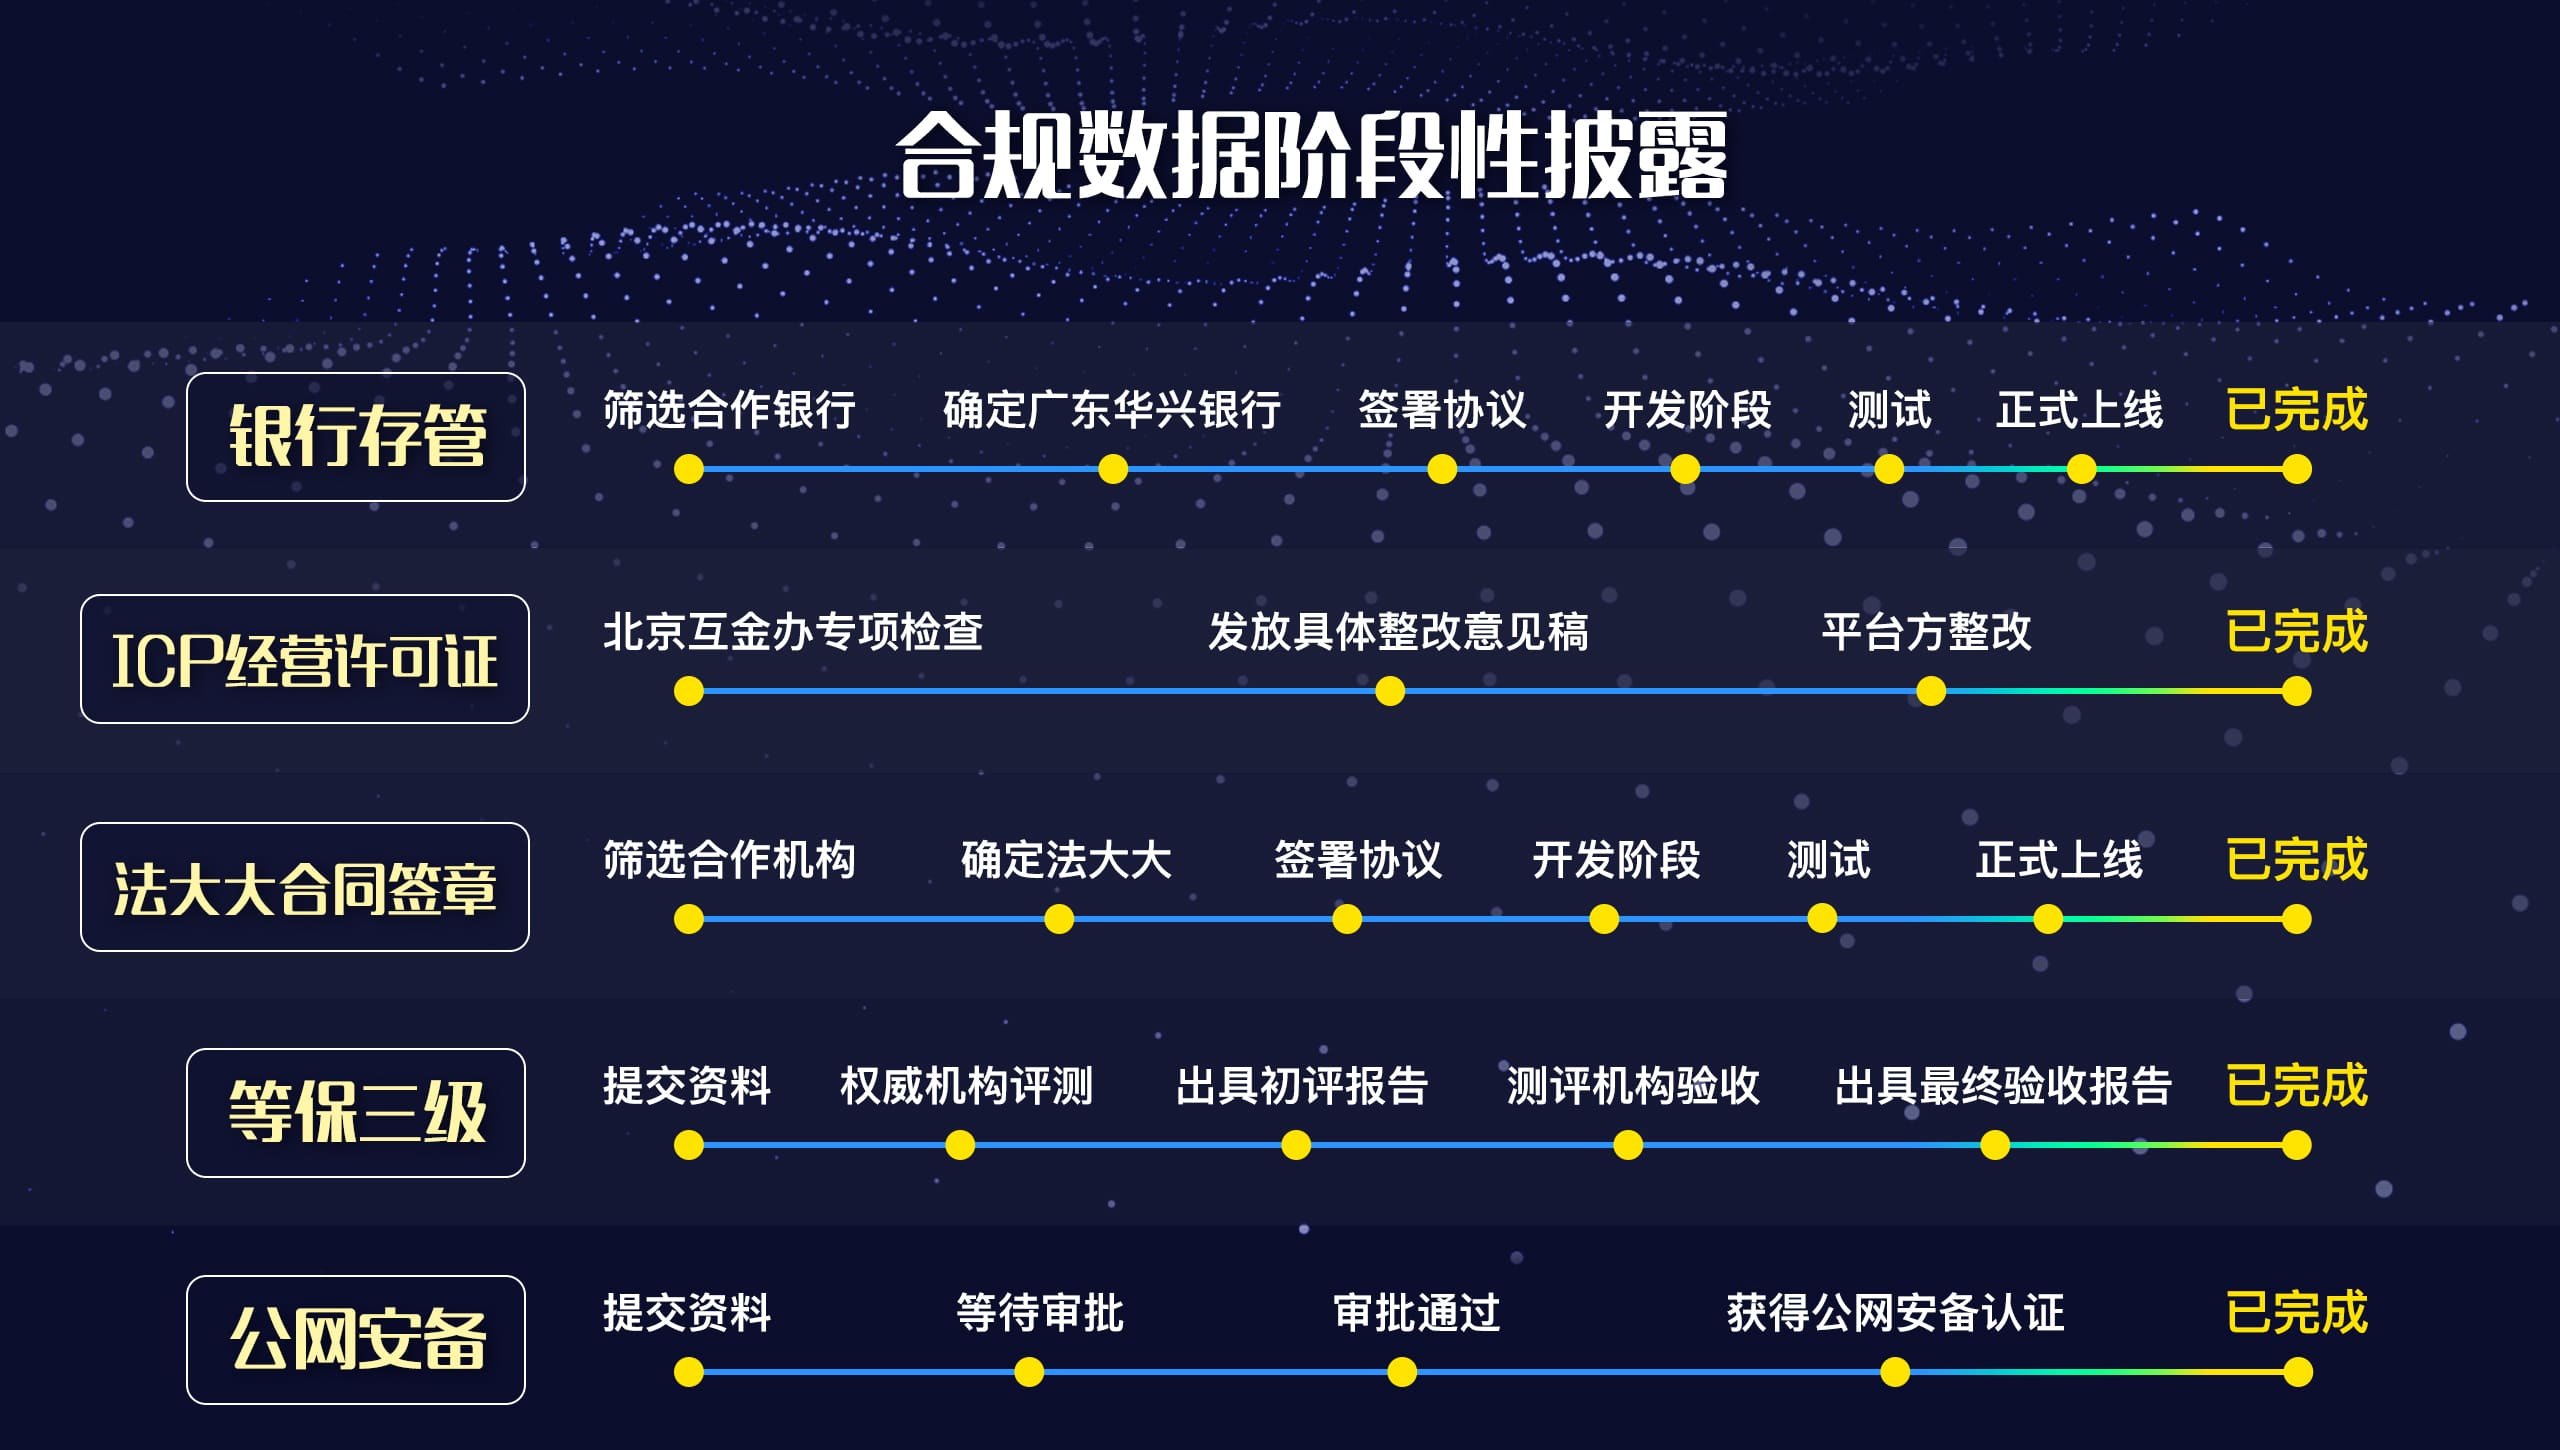 合规数据阶段性披露
银行存管
筛选合作银行 确定广东华兴银行 签署协议 开发阶段 测试 正式上线 已完成
ICP经营许可证
北京互金办专项检查 发放具体整改意见稿 平台方整改 已完成
法大大合同签章
筛选合作机构 确定法大大 签署协议 开发阶段 测试 正式上线 已完成
等保三级
提交资料 权威机构评测 出具初评报告 测评机构验收 出具最终验收报告 已完成
公网安备
提交资料 等待审批 审批通过 获得公网安备认证 已完成